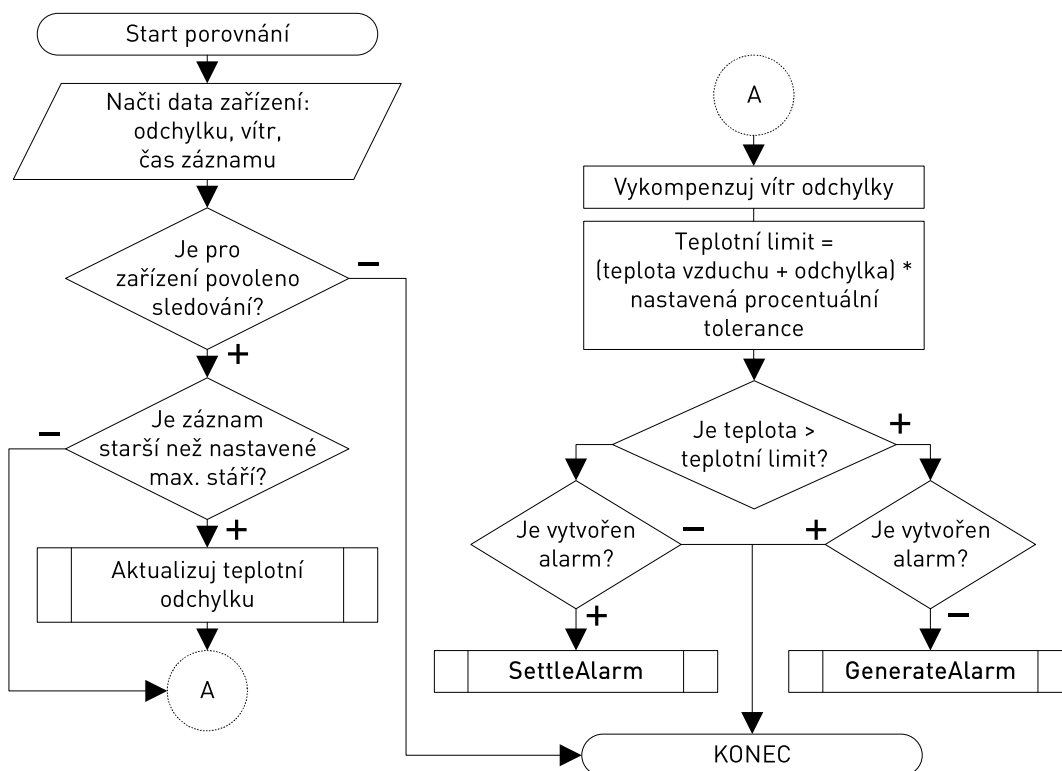 Start porovnání
Načti data zařízení:
odchylku, vítr,
čas záznamu
Je pro
zařízení povoleno
sledování?
–
+
Je záznam
starší než nastavené
max. stáří?
–
+
Aktualizuj teplotní
odchylku
A
A
Vykompenzuj vítr odchylky
Teplotní limit =
(teplota vzduchu + odchylka) *
nastavená procentuální
tolerance
Je teplota >
teplotní limit?
+
Je vytvořen
alarm?
–
+
Je vytvořen
alarm?
+
–
SettleAlarm
GenerateAlarm
KONEC